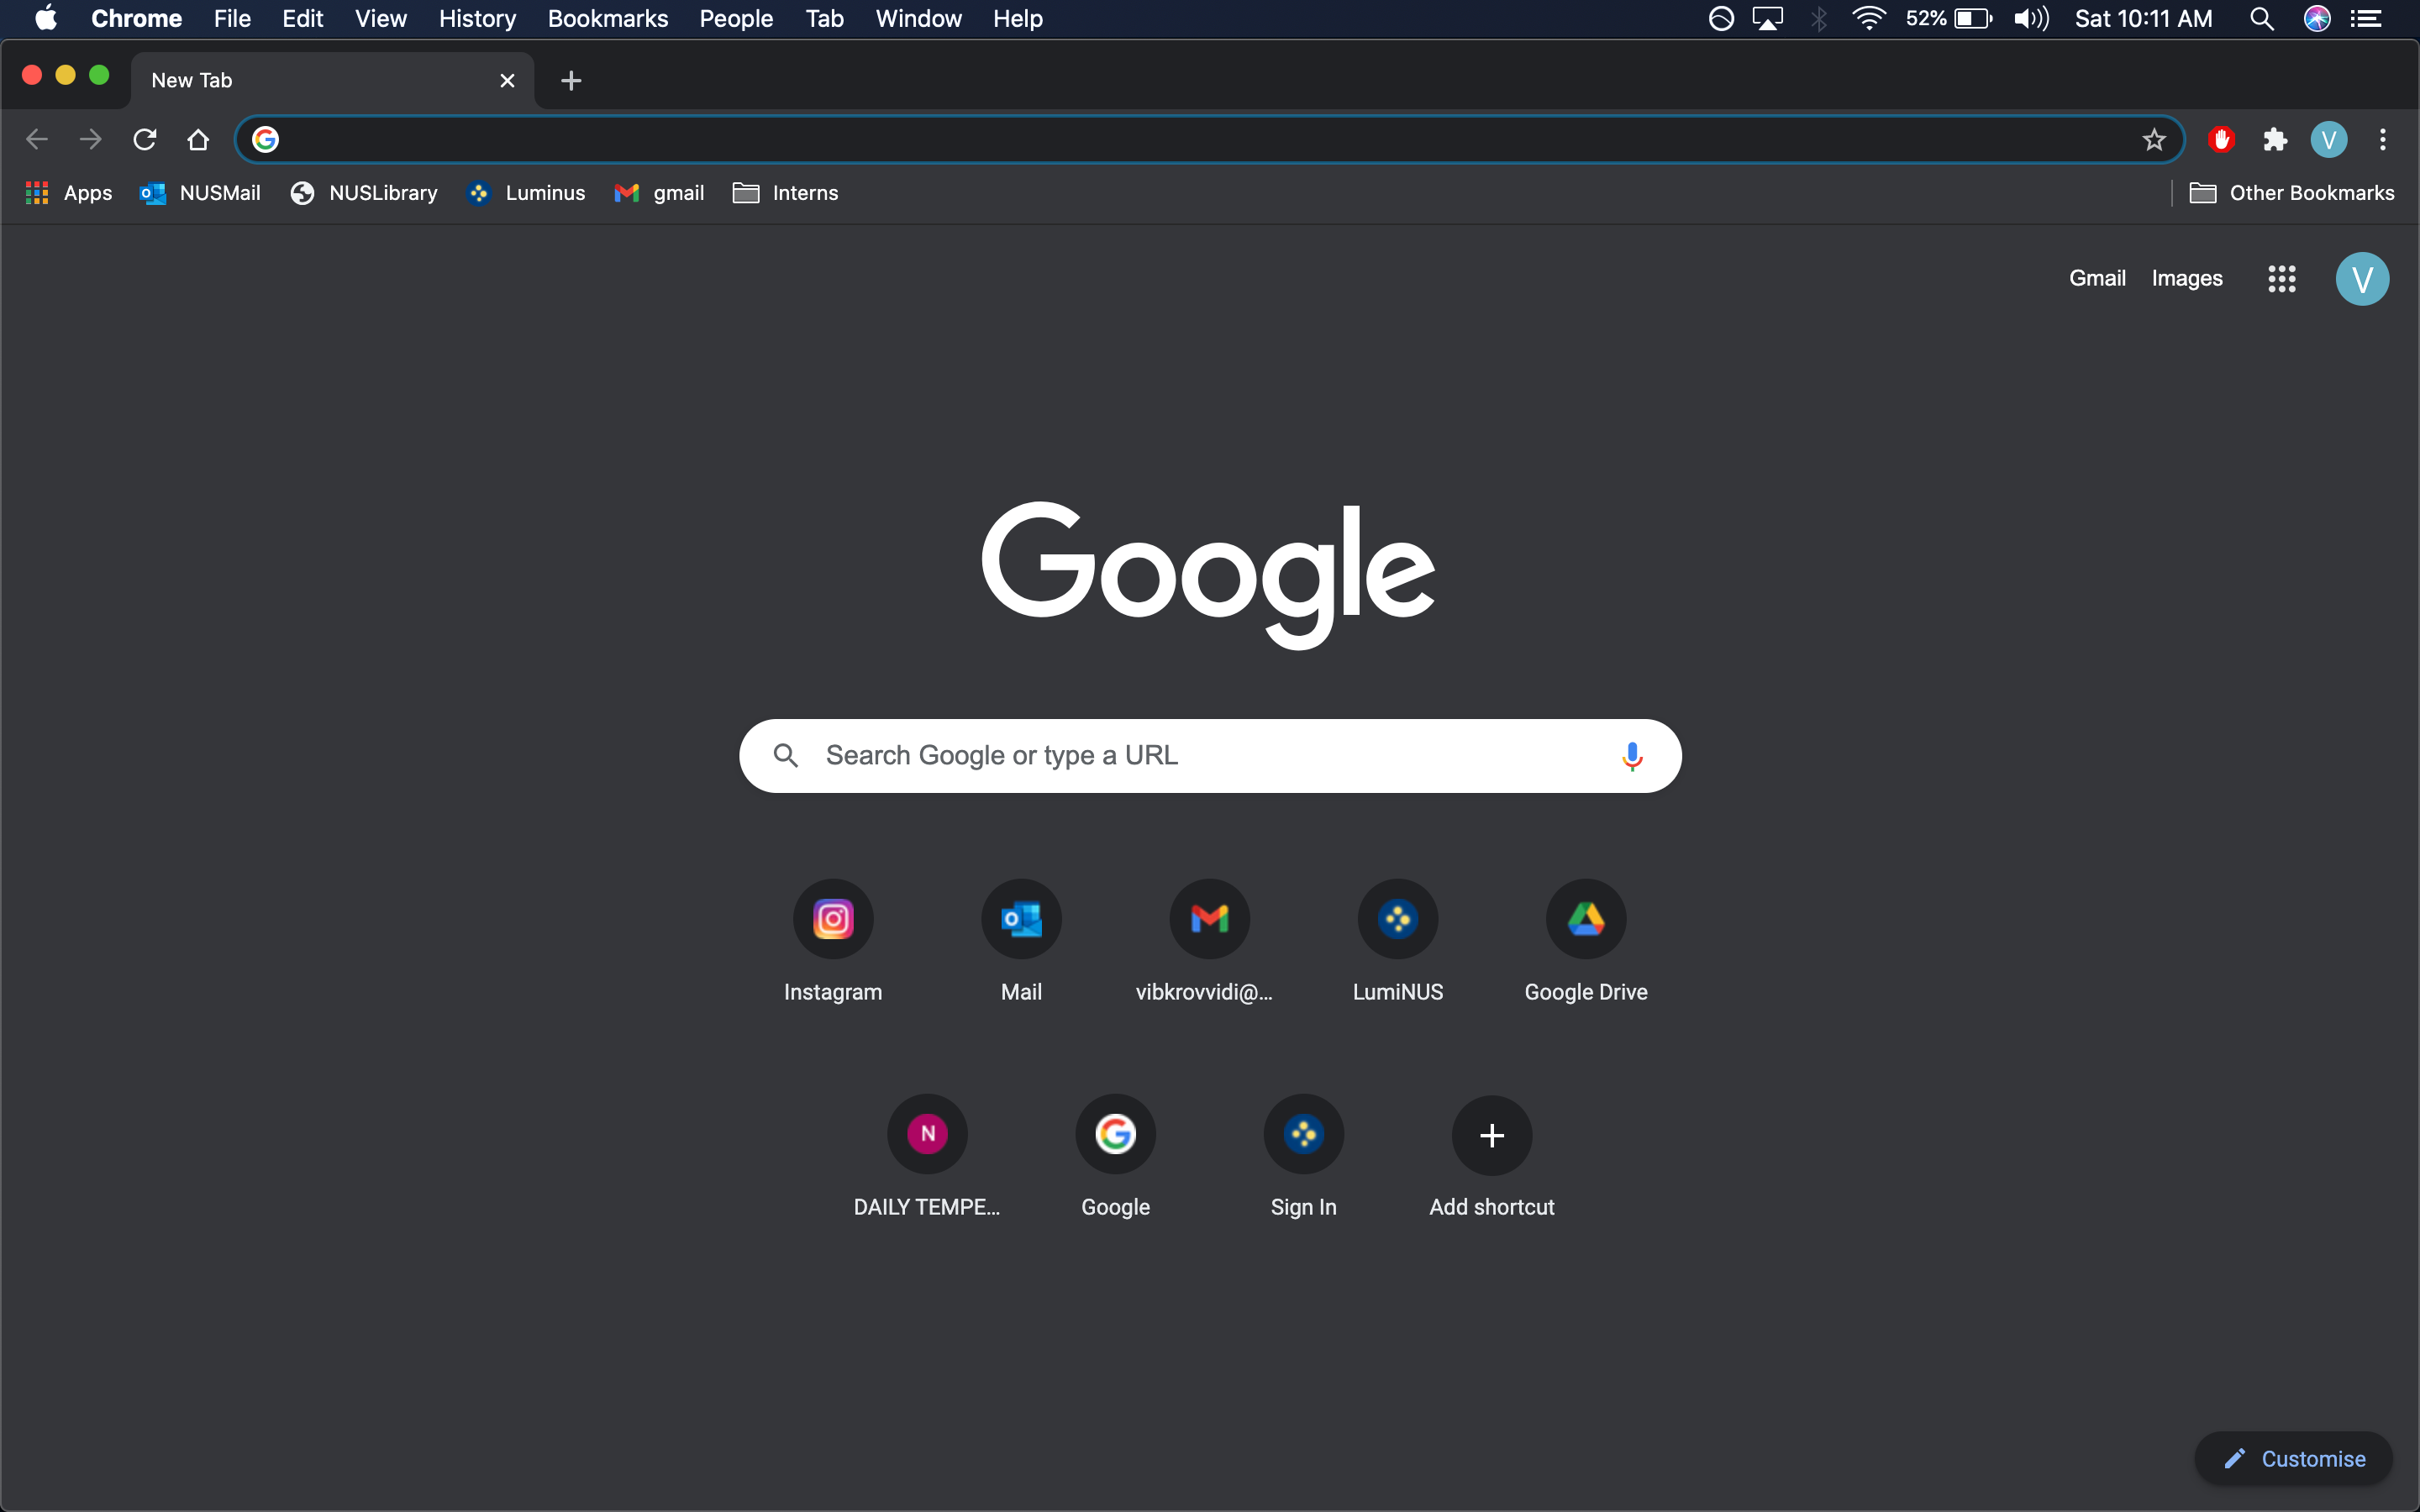 Chrome File Edit View History Bookmarks People Tab Window Help 52% Sat 10:11 AM
New Tab
Apps NUSMail NUSLibrary Luminus gmail Interns Other Bookmarks
Gmail Images V
Google
Search Google or type a URL
Instagram Mail vibkrovvidi@... LumiNUS Google Drive
N
DAILY TEMPE... Google Sign In Add shortcut
Customise